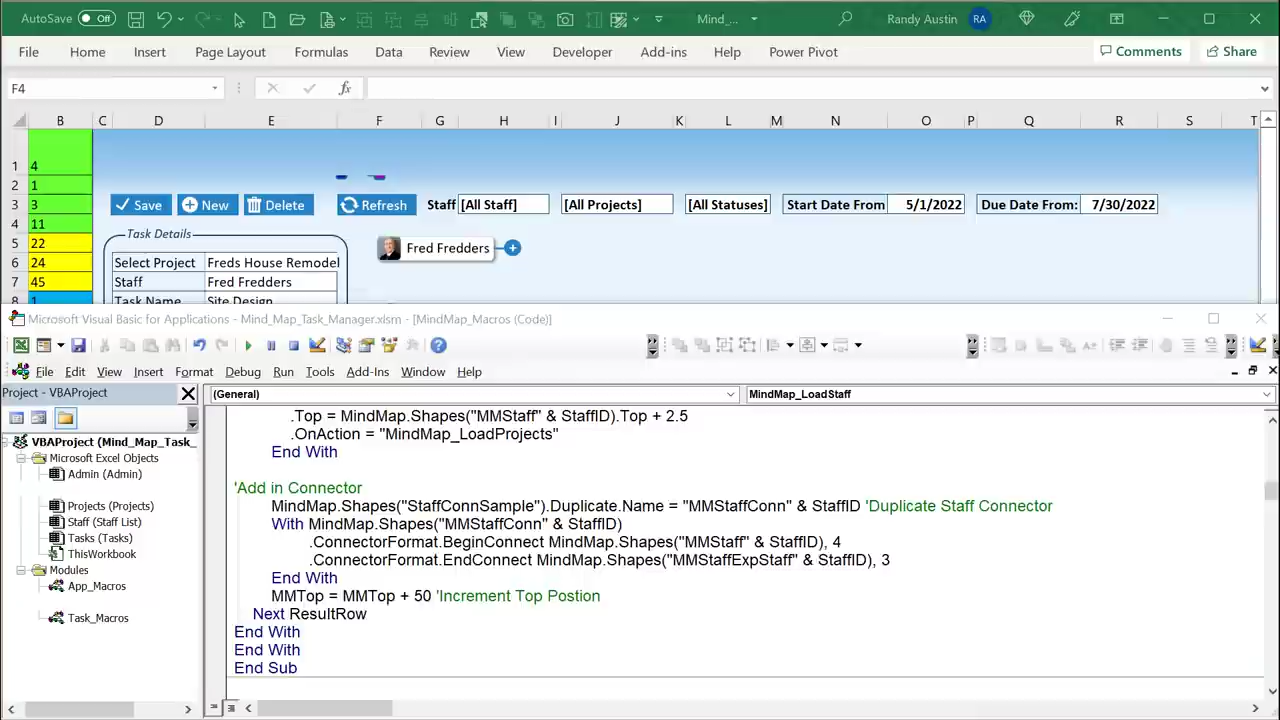 AutoSave Off Mind_... Randy Austin RA
File Home Insert Page Layout Formulas Data Review View Developer Add-ins Help Power Pivot Comments Share
F4 fx
B C D E F G H I J K L M N O P Q R S T
1 4
2 1
3 3 Save New Delete Refresh Staff [All Staff] [All Projects] [All Statuses] Start Date From 5/1/2022 Due Date From: 7/30/2022
4 11
Task Details
5 22 Fred Fredders
6 24 Select Project Freds House Remodel
7 45 Staff Fred Fredders
8 1 Task Name Site Design
Microsoft Visual Basic for Applications - Mind_Map_Task_Manager.xlsm - [MindMap_Macros (Code)]
File Edit View Insert Format Debug Run Tools Add-Ins Window Help
Project - VBAProject
(General) MindMap_LoadStaff
VBAProject (Mind_Map_Task_
Microsoft Excel Objects
Admin (Admin)
Projects (Projects)
Staff (Staff List)
Tasks (Tasks)
ThisWorkbook
Modules
App_Macros
Task_Macros
.Top = MindMap.Shapes("MMStaff" & StaffID).Top + 2.5
.OnAction = "MindMap_LoadProjects"
End With
'Add in Connector
MindMap.Shapes("StaffConnSample").Duplicate.Name = "MMStaffConn" & StaffID 'Duplicate Staff Connector
With MindMap.Shapes("MMStaffConn" & StaffID)
.ConnectorFormat.BeginConnect MindMap.Shapes("MMStaff" & StaffID), 4
.ConnectorFormat.EndConnect MindMap.Shapes("MMStaffExpStaff" & StaffID), 3
End With
MMTop = MMTop + 50 'Increment Top Postion
Next ResultRow
End With
End With
End Sub